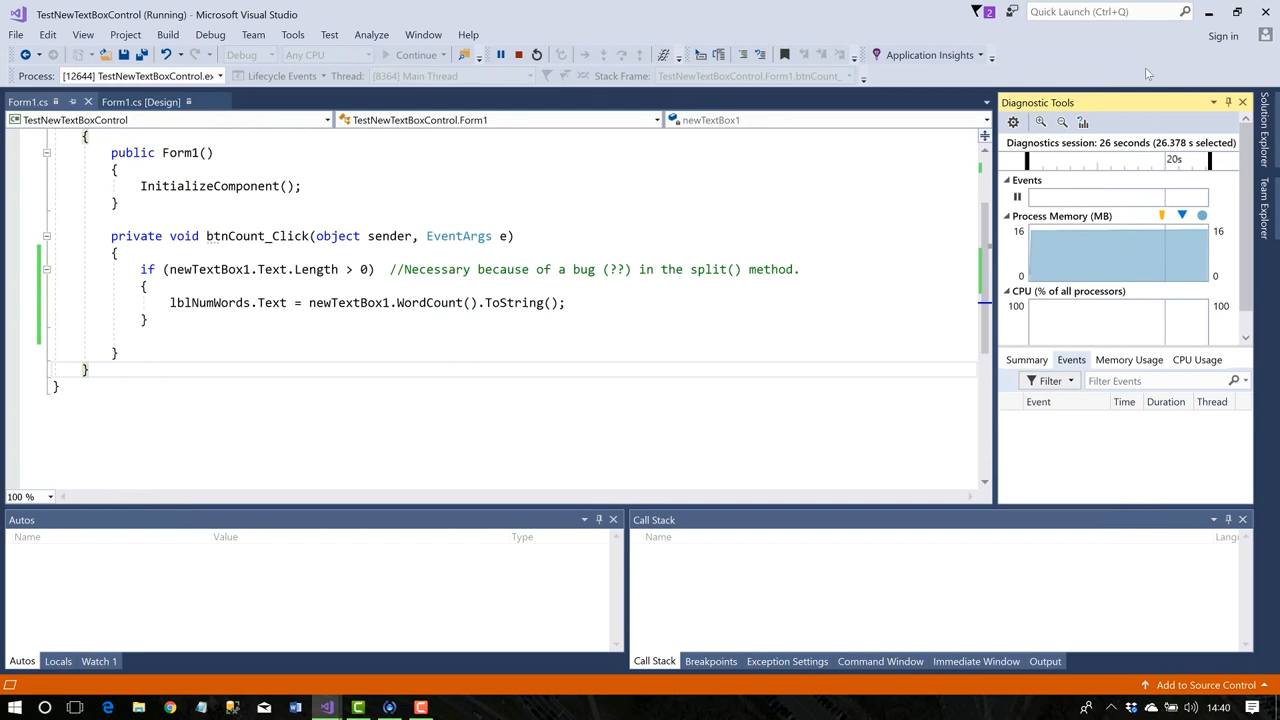 TestNewTextBoxControl (Running) - Microsoft Visual Studio
2
Quick Launch (Ctrl+Q)
File Edit View Project Build Debug Team Tools Test Analyze Window Help
Sign in
Debug Any CPU Continue Application Insights
Process: [12644] TestNewTextBoxControl.ex Lifecycle Events Thread: [8364] Main Thread Stack Frame: TestNewTextBoxControl.Form1.btnCount_
Form1.cs Form1.cs [Design]
TestNewTextBoxControl TestNewTextBoxControl.Form1 newTextBox1
{
public Form1()
{
InitializeComponent();
}
private void btnCount_Click(object sender, EventArgs e)
{
if (newTextBox1.Text.Length > 0) //Necessary because of a bug (??) in the split() method.
{
lblNumWords.Text = newTextBox1.WordCount().ToString();
}
}
}
}
100 %
Diagnostic Tools
Diagnostics session: 26 seconds (26.378 s selected)
20s
Events
Process Memory (MB)
16 16
0 0
CPU (% of all processors)
100 100
Summary Events Memory Usage CPU Usage
Filter Filter Events
Event Time Duration Thread
Solution Explorer
Team Explorer
Autos
Name Value Type
Autos Locals Watch 1
Call Stack
Name Langu
Call Stack Breakpoints Exception Settings Command Window Immediate Window Output
Add to Source Control
14:40